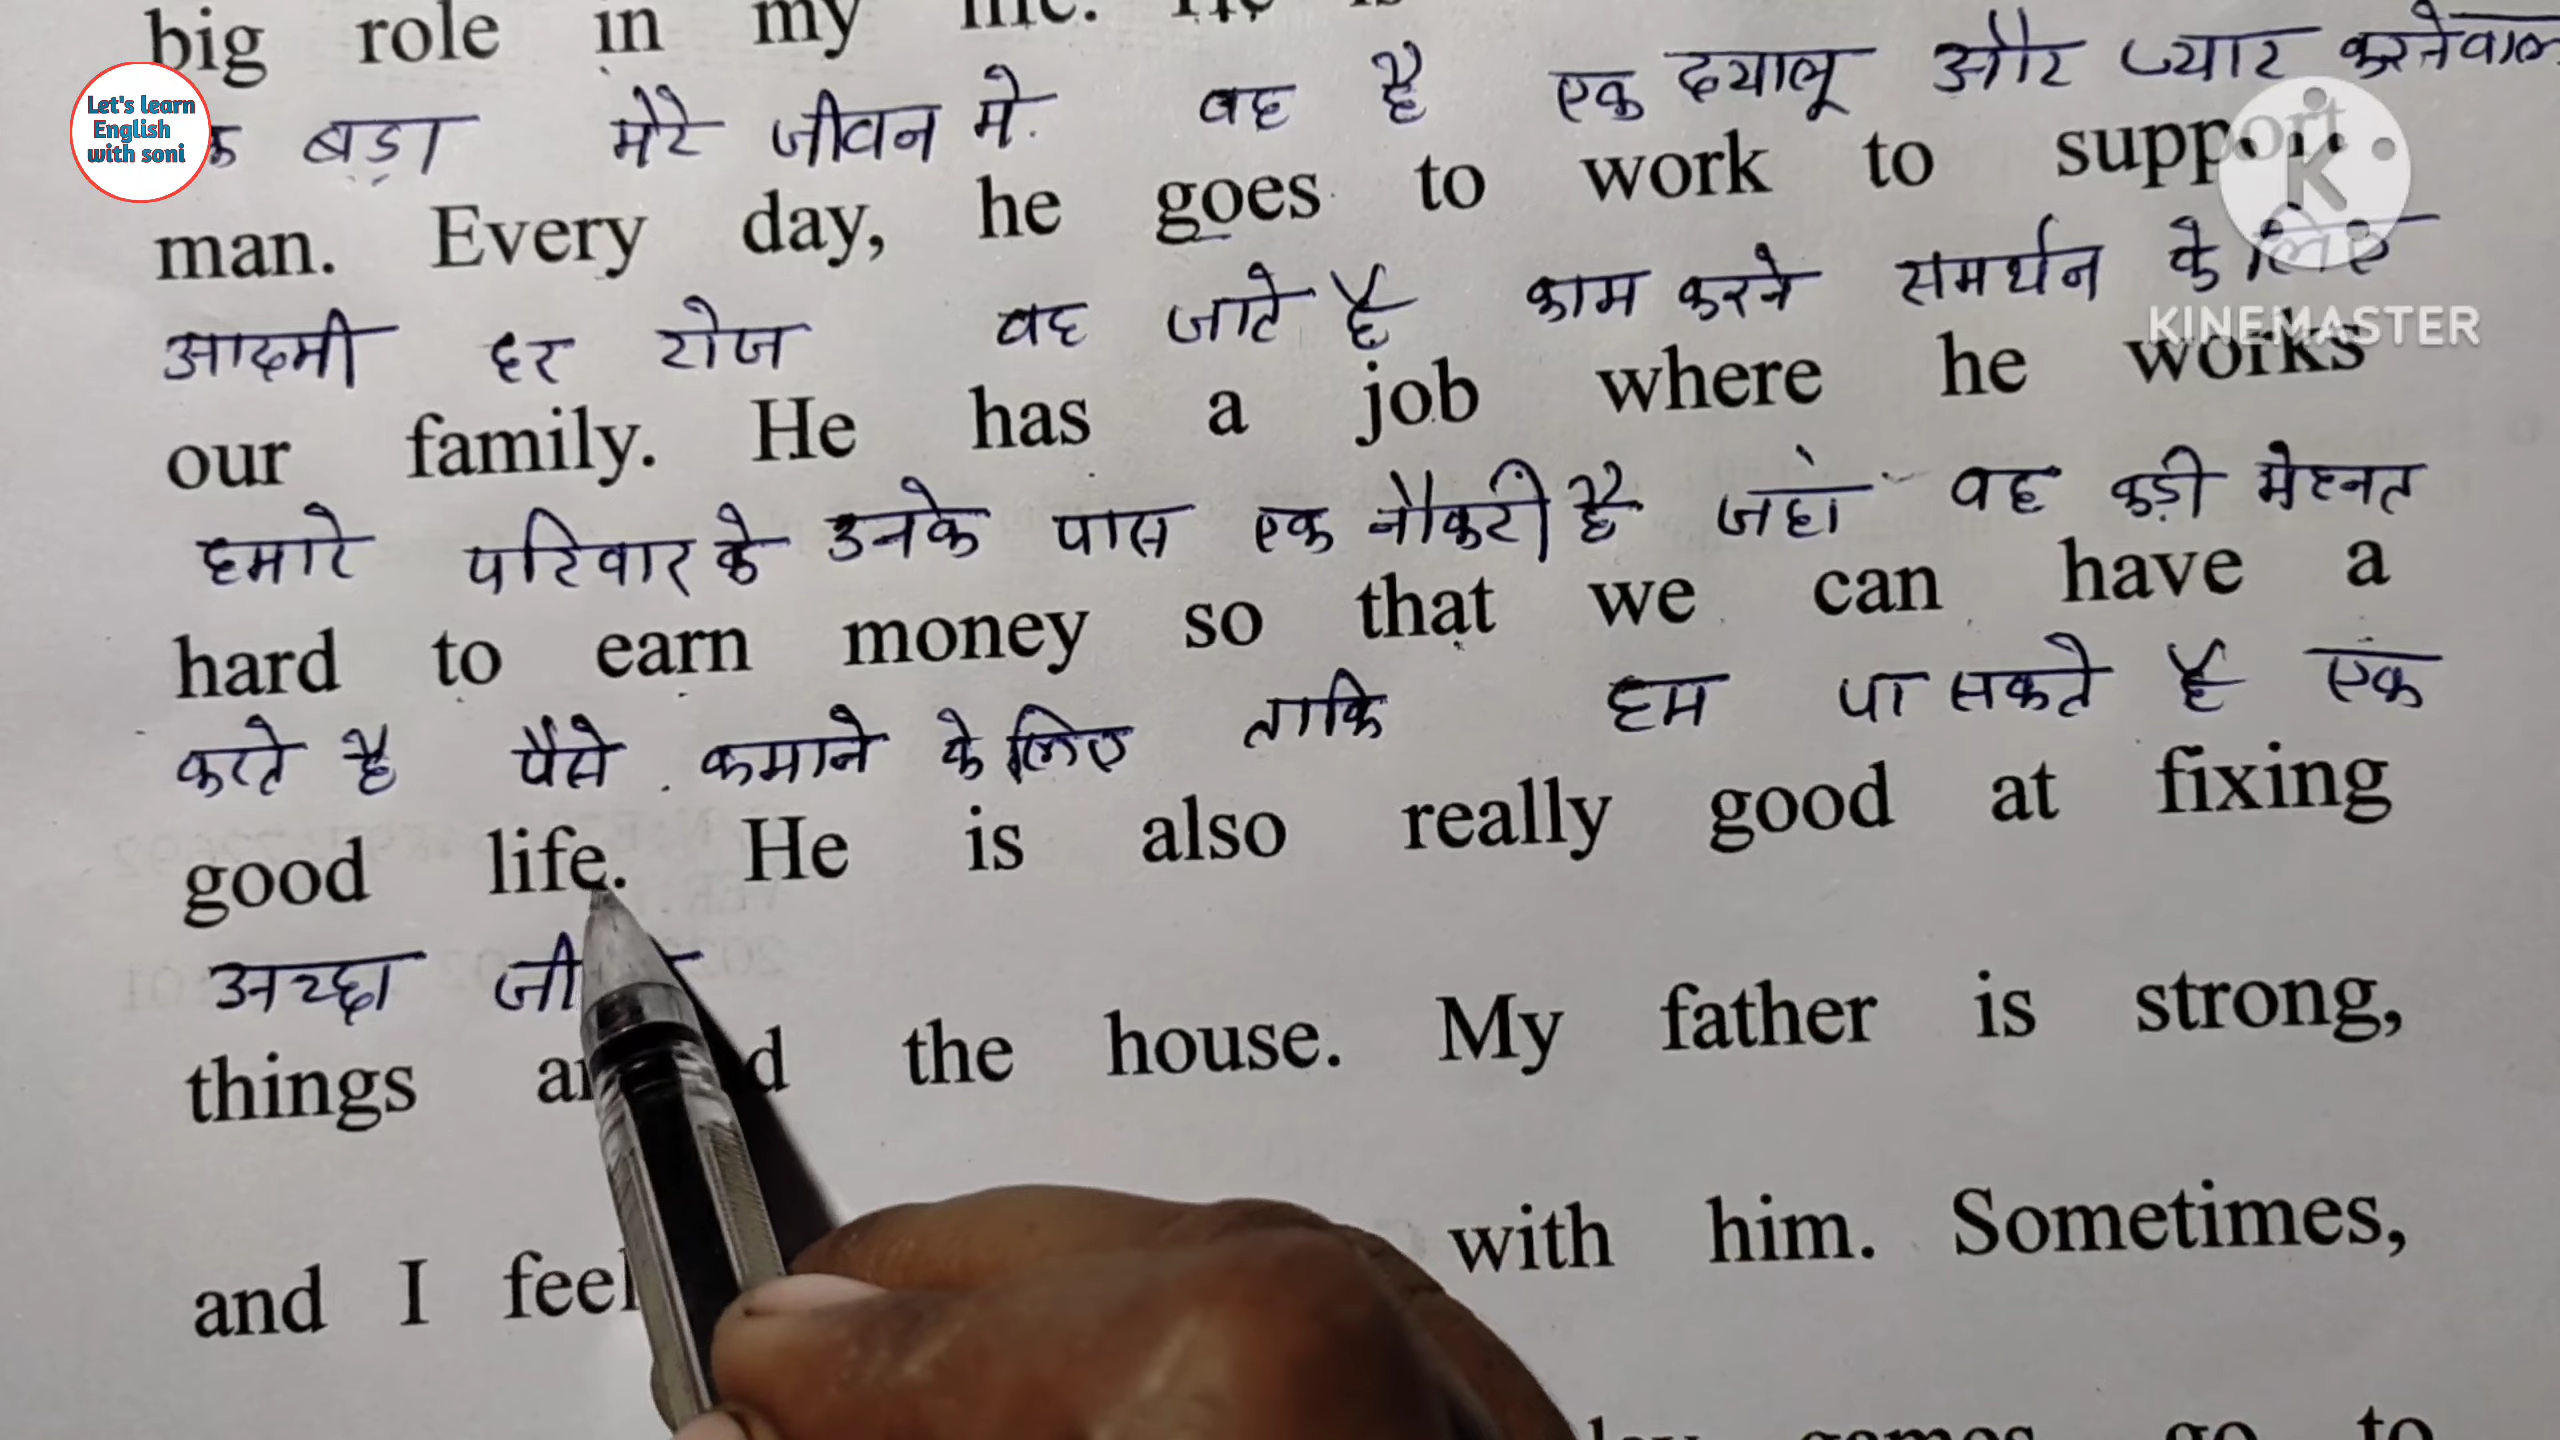 big role in my
Let's learn
English
with soni
बड़ा मेरे जीवन मे वह है एक दयालू और प्यार करनेवाल
man. Every day, he goes to work to support
आदमी हर रोज वह जाते है काम करने समर्थन के लिए
KINEMASTER
our family. He has a job where he works
हमारे परिवार के उनके पास एक नौकरी है जहाँ वह कड़ी मेहनत
hard to earn money so that we can have a
करते है पैसे कमाने के लिए ताकि हम पा सकते है एक
good life. He is also really good at fixing
अच्छा
things the house. My father is strong,
and I feel with him. Sometimes,
go to